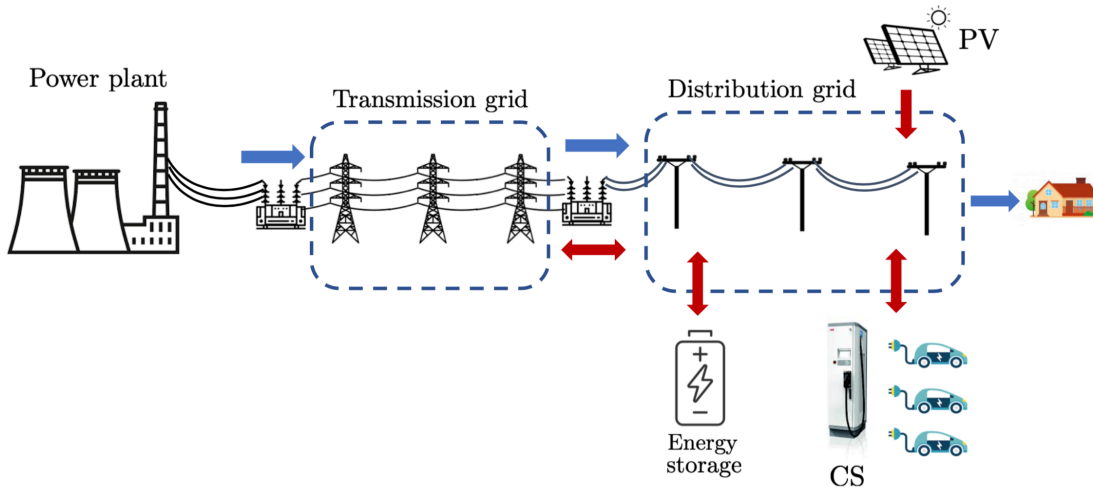 PV
Power plant
Distribution grid
Transmission grid
Energy
storage
CS